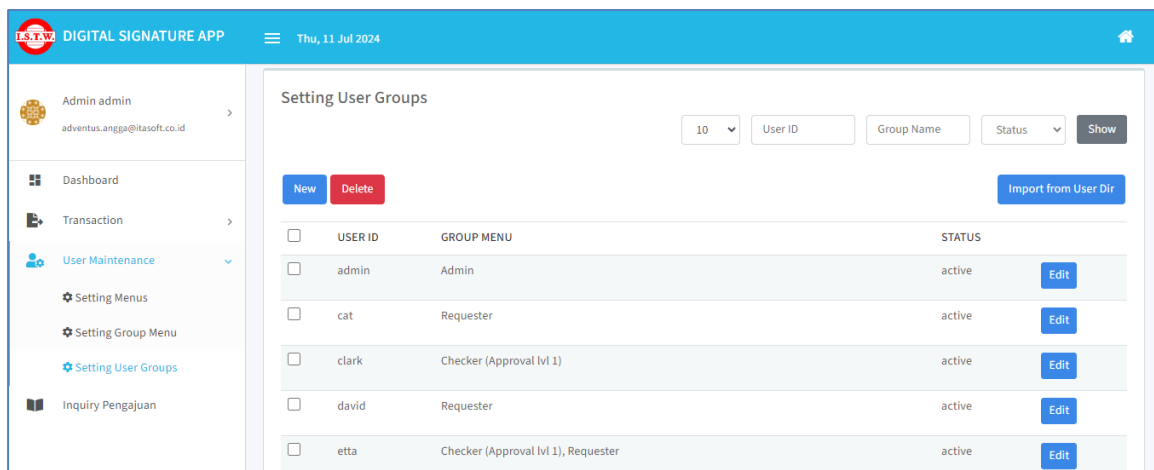 I.S.T.W. DIGITAL SIGNATURE APP
Thu, 11 Jul 2024
Admin admin
adventus.angga@itasoft.co.id
Dashboard
Transaction
User Maintenance
Setting Menus
Setting Group Menu
Setting User Groups
Inquiry Pengajuan
Setting User Groups
10 User ID Group Name Status Show
New Delete Import from User Dir
USER ID GROUP MENU STATUS
admin Admin active Edit
cat Requester active Edit
clark Checker (Approval lvl 1) active Edit
david Requester active Edit
etta Checker (Approval lvl 1), Requester active Edit